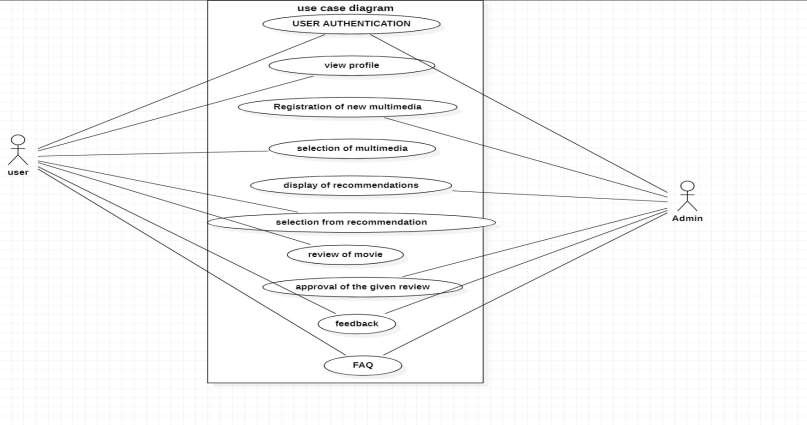 use case diagram
USER AUTHENTICATION
view profile
Registration of new multimedia
selection of multimedia
user
display of recommendations
Admin
selection from recommendation
review of movie
approval of the given review
feedback
FAQ